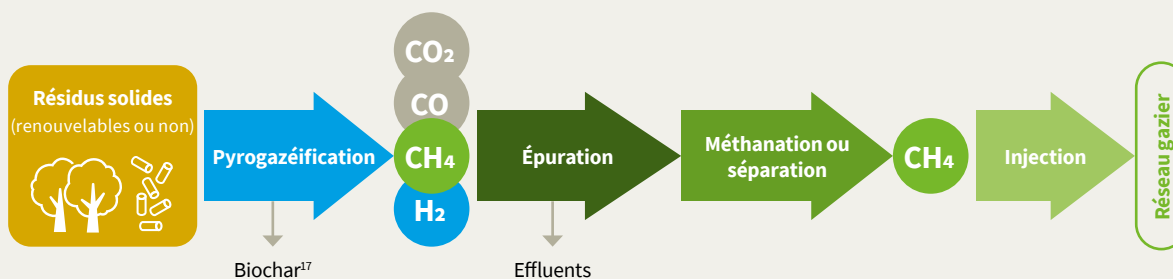 Résidus solides
(renouvelables ou non)
Pyrogazéification
CO₂
CO
CH₄
H₂
Épuration
Méthanation ou
séparation
CH₄
Injection
Réseau gazier
Biochar¹⁷
Effluents